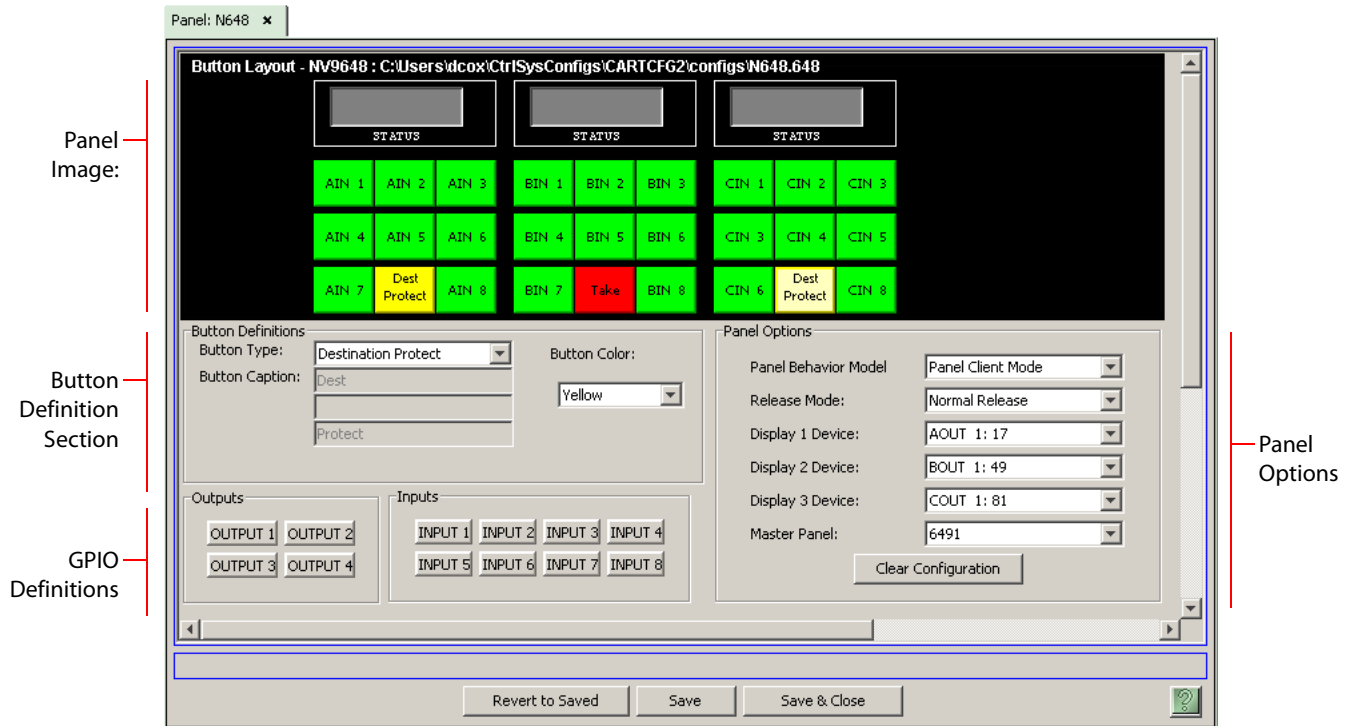 Panel: N648 ×
Button Layout - NV9648 : C:\Users\dcox\CtrlSysConfigs\CARTCFG2\configs\N648.648
STATUS STATUS STATUS
Panel
Image:
AIN 1 AIN 2 AIN 3 BIN 1 BIN 2 BIN 3 CIN 1 CIN 2 CIN 3
AIN 4 AIN 5 AIN 6 BIN 4 BIN 5 BIN 6 CIN 3 CIN 4 CIN 5
AIN 7 Dest Protect AIN 8 BIN 7 Take BIN 8 CIN 6 Dest Protect CIN 8
Button Definitions
Button Type: Destination Protect
Button Caption: Dest
Protect
Button Color:
Yellow
Button
Definition
Section
Panel Options
Panel Behavior Model Panel Client Mode
Release Mode: Normal Release
Display 1 Device: AOUT 1: 17
Display 2 Device: BOUT 1: 49
Display 3 Device: COUT 1: 81
Master Panel: 6491
Clear Configuration
Panel
Options
Outputs
OUTPUT 1 OUTPUT 2
OUTPUT 3 OUTPUT 4
Inputs
INPUT 1 INPUT 2 INPUT 3 INPUT 4
INPUT 5 INPUT 6 INPUT 7 INPUT 8
GPIO
Definitions
Revert to Saved Save Save & Close ?